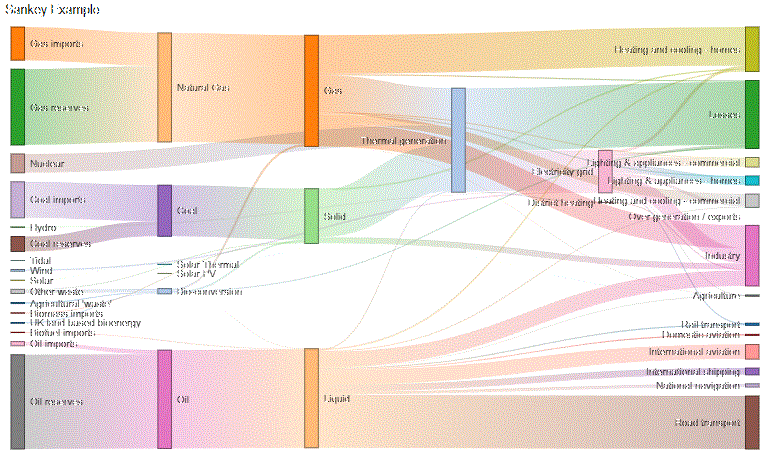 Sankey Example
Gas imports
Gas reserves
Nuclear
Coal imports
Hydro
Coal reserves
Tidal
Wind
Solar
Other waste
Agricultural 'waste'
Biomass imports
UK land based bioenergy
Biofuel imports
Oil imports
Oil reserves
Natural Gas
Coal
Solar Thermal
Solar PV
Bio-conversion
Oil
Gas
Solid
Liquid
Thermal generation
Electricity grid
District heating
Heating and cooling - homes
Losses
Lighting & appliances - commercial
Lighting & appliances - homes
Heating and cooling - commercial
Over generation / exports
Industry
Agriculture
Rail transport
Domestic aviation
International aviation
International shipping
National navigation
Road transport